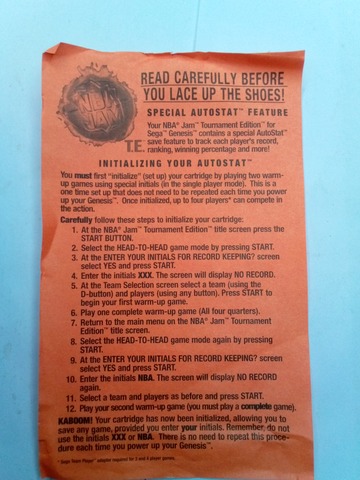 NBA
JAM
T.E.
READ CAREFULLY BEFORE
YOU LACE UP THE SHOES!
SPECIAL AUTOSTAT™ FEATURE
Your NBA® Jam™ Tournament Edition™ for
Sega™ Genesis™ contains a special AutoStat™
save feature to track each player's record,
ranking, winning percentage and more!
INITIALIZING YOUR AUTOSTAT™
You must first "initialize" (set up) your cartridge by playing two warm-
up games using special initials (in the single player mode). This is a
one time set up that does not need to be repeated each time you power
up your Genesis™. Once initialized, up to four players* can compete in
the action.
Carefully follow these steps to initialize your cartridge:
1. At the NBA® Jam™ Tournament Edition™ title screen press the
START BUTTON.
2. Select the HEAD-TO-HEAD game mode by pressing START.
3. At the ENTER YOUR INITIALS FOR RECORD KEEPING? screen
select YES and press START.
4. Enter the initials XXX. The screen will display NO RECORD.
5. At the Team Selection screen select a team (using the
D-button) and players (using any button). Press START to
begin your first warm-up game.
6. Play one complete warm-up game (All four quarters).
7. Return to the main menu on the NBA® Jam™ Tournament
Edition™ title screen.
8. Select the HEAD-TO-HEAD game mode again by pressing
START.
9. At the ENTER YOUR INITIALS FOR RECORD KEEPING? screen
select YES and press START.
10. Enter the initials NBA. The screen will display NO RECORD
again.
11. Select a team and players as before and press START.
12. Play your second warm-up game (you must play a complete game).
KABOOM! Your cartridge has now been initialized, allowing you to
save any game, provided you enter your initials. Remember, do not
use the initials XXX or NBA. There is no need to repeat this proce-
dure each time you power up your Genesis™.
* Sega Team Player™ adaptor required for 3 and 4 player games.